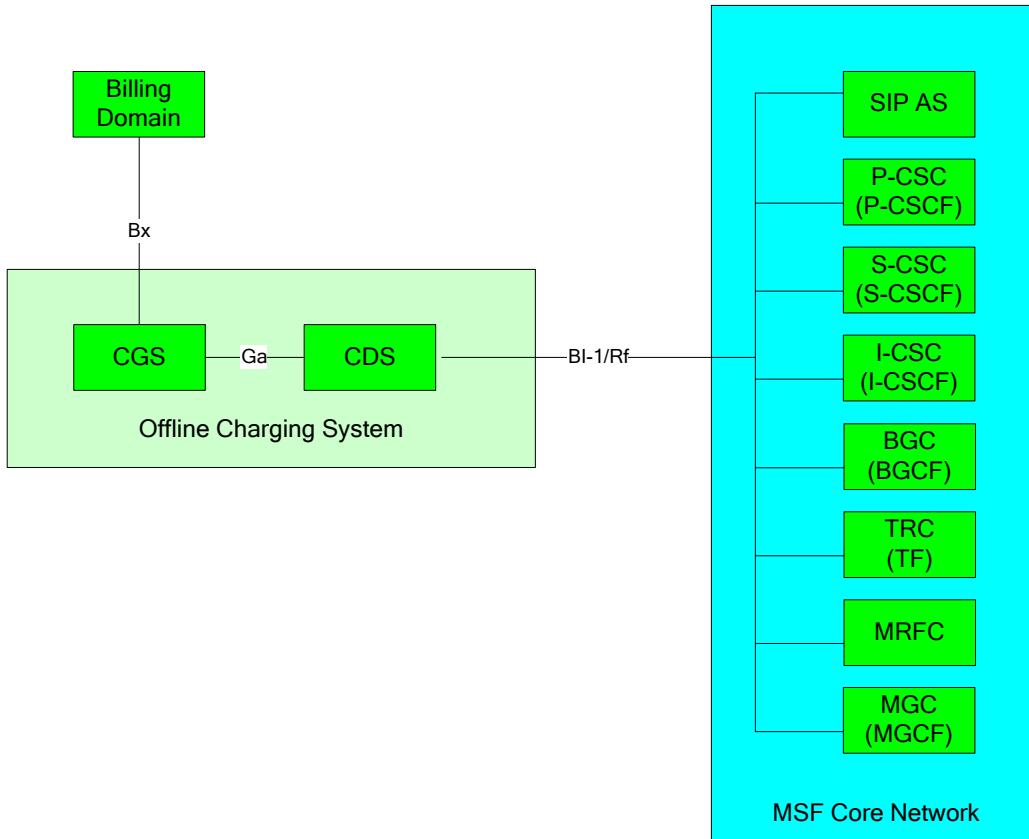 Billing
Domain
Bx
CGS
Ga
CDS
Offline Charging System
BI-1/Rf
SIP AS
P-CSC
(P-CSCF)
S-CSC
(S-CSCF)
I-CSC
(I-CSCF)
BGC
(BGCF)
TRC
(TF)
MRFC
MGC
(MGCF)
MSF Core Network